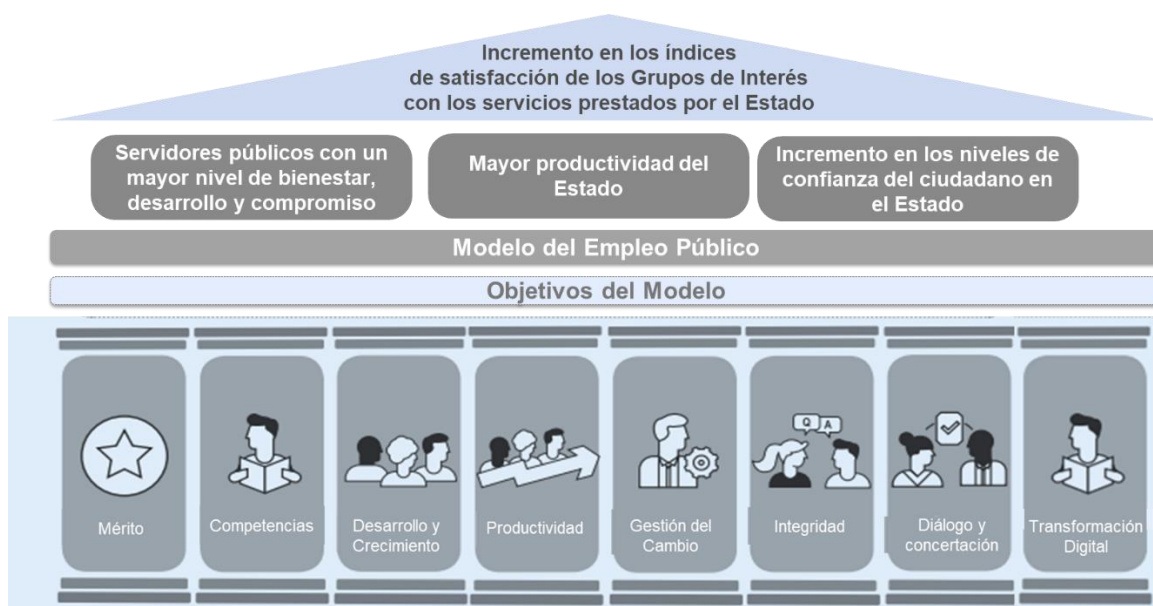 Incremento en los índices
de satisfacción de los Grupos de Interés
con los servicios prestados por el Estado
Servidores públicos con un
mayor nivel de bienestar,
desarrollo y compromiso
Mayor productividad del
Estado
Incremento en los niveles de
confianza del ciudadano en
el Estado
Modelo del Empleo Público
Objetivos del Modelo
Mérito
Competencias
Desarrollo y
Crecimiento
Productividad
Gestión del
Cambio
Q A
Integridad
Diálogo y
concertación
Transformación
Digital